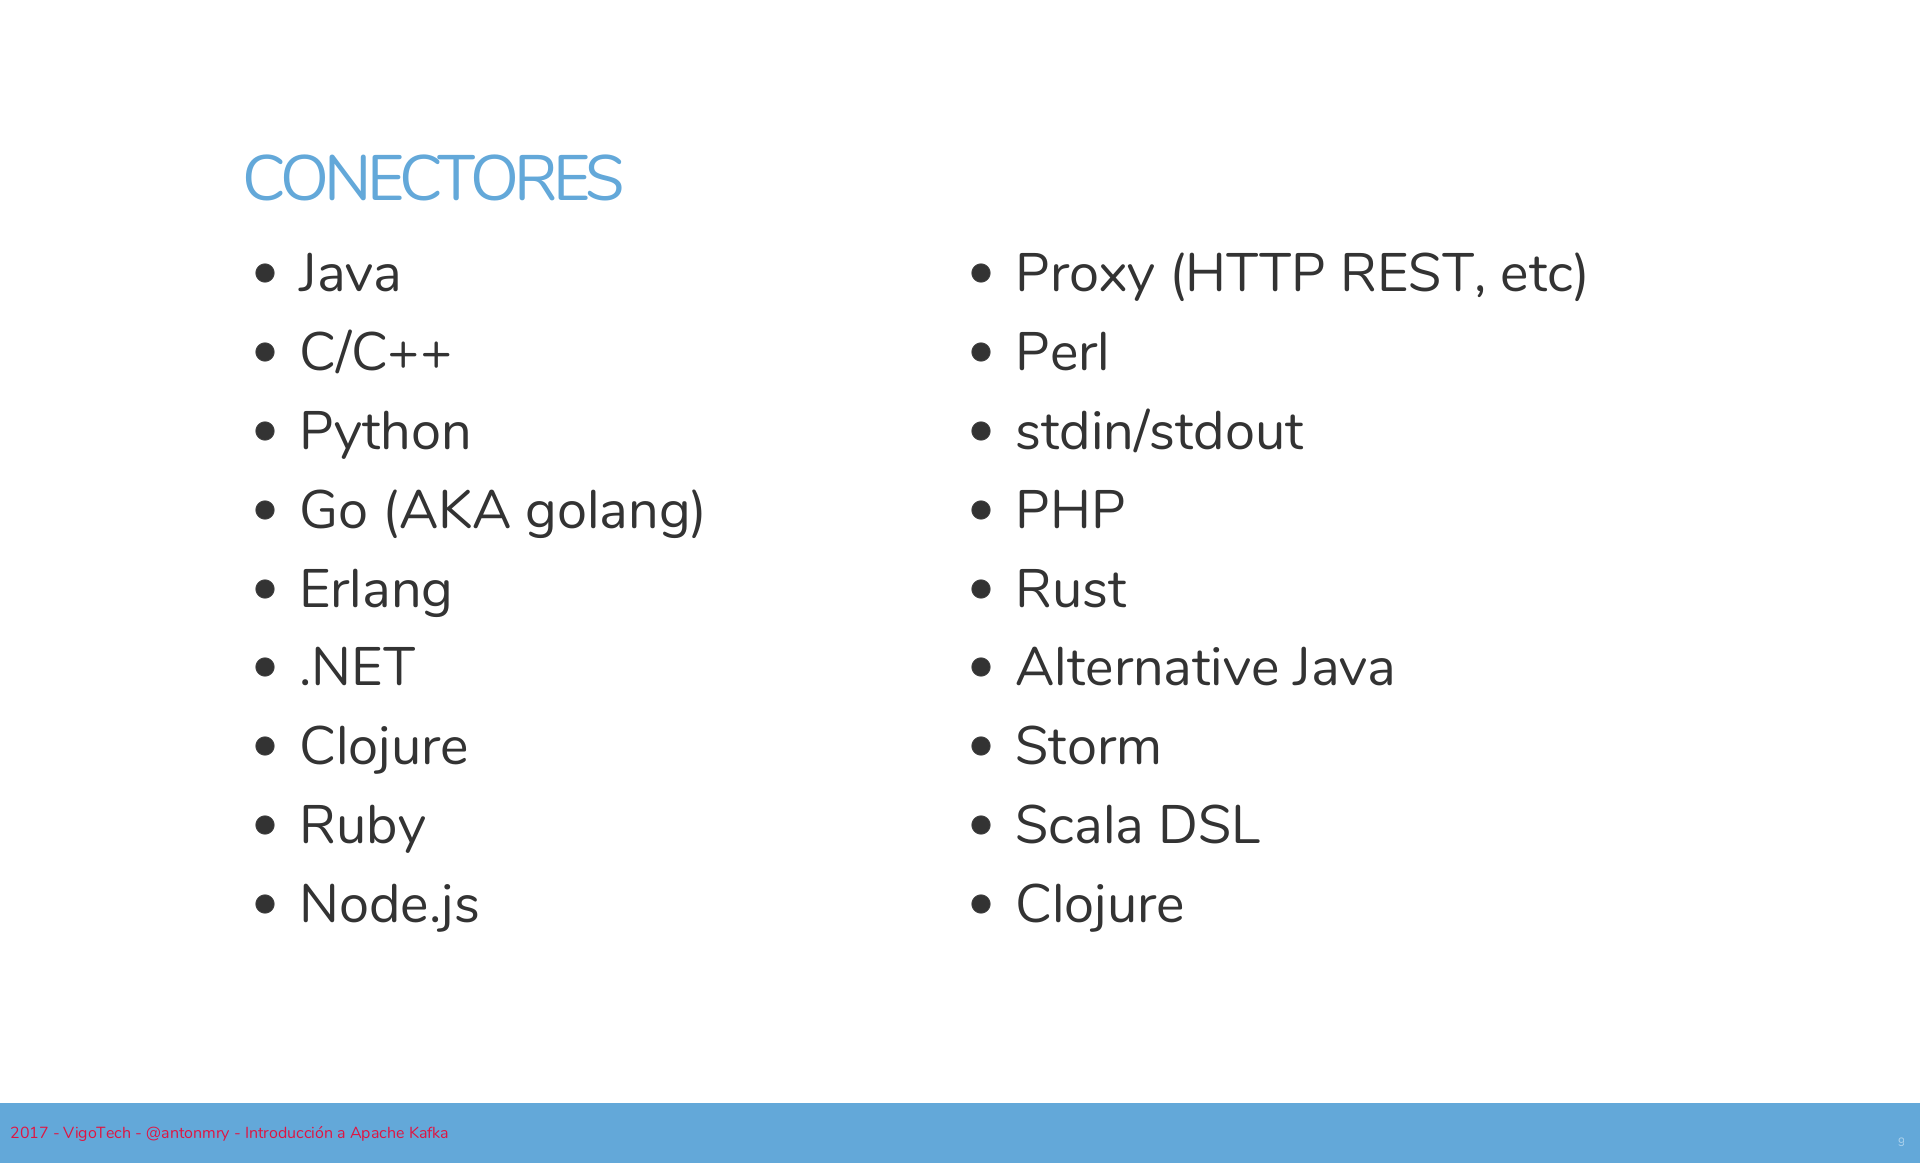 CONECTORES
Java
C/C++
Python
Go (AKA golang)
Erlang
.NET
Clojure
Ruby
Node.js
Proxy (HTTP REST, etc)
Perl
stdin/stdout
PHP
Rust
Alternative Java
Storm
Scala DSL
Clojure
2017 - VigoTech - @antonmry - Introducción a Apache Kafka
9